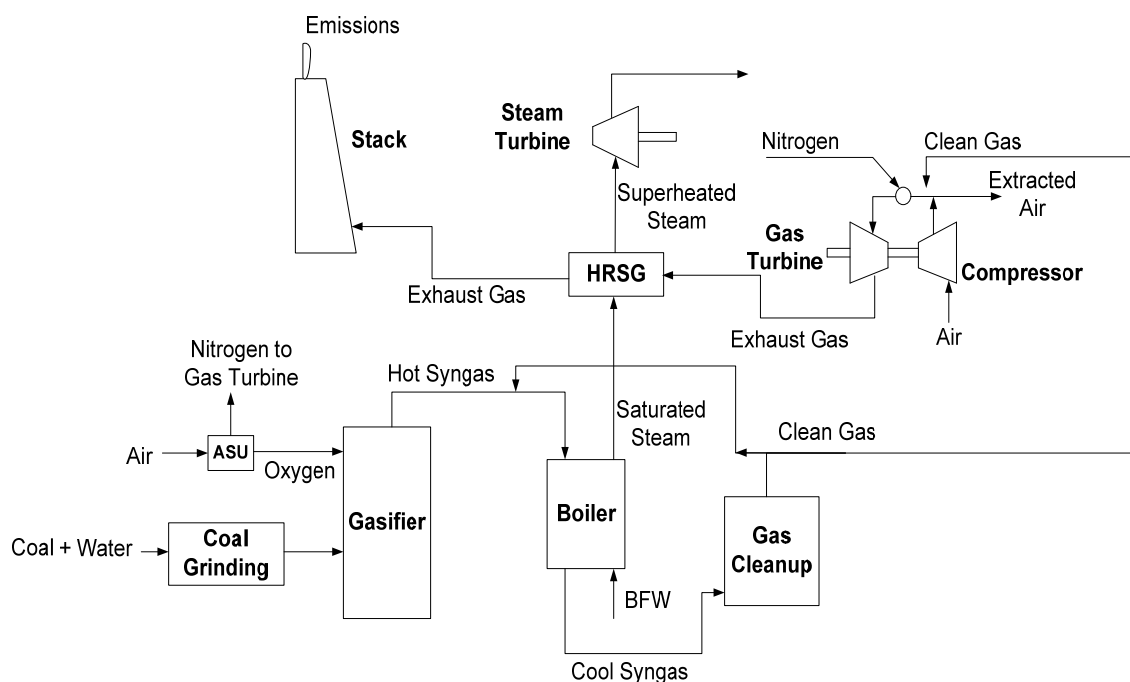 Emissions
Stack
Steam
Turbine
Nitrogen
Clean Gas
Extracted
Air
Superheated
Steam
Gas
Turbine
Compressor
HRSG
Exhaust Gas
Exhaust Gas
Air
Nitrogen to
Gas Turbine
Hot Syngas
Saturated
Steam
Clean Gas
Air
ASU
Oxygen
Gasifier
Boiler
Gas
Cleanup
Coal + Water
Coal
Grinding
BFW
Cool Syngas